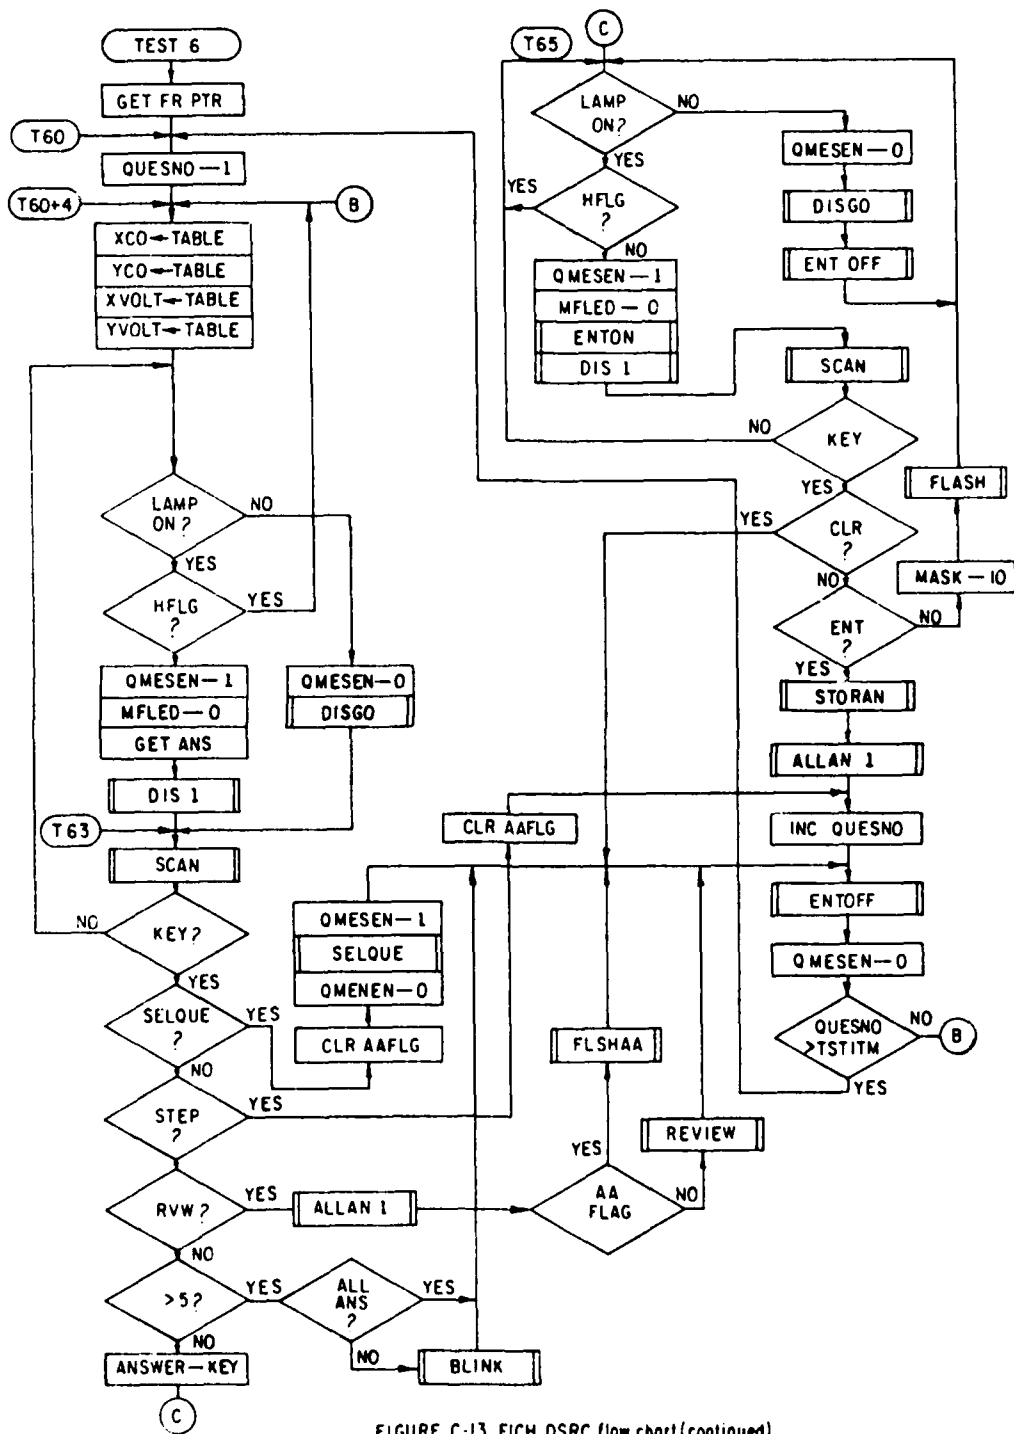 TEST 6
GET FR PTR
T60
QUESNO—1
T60+4
B
XCO←TABLE
YCO←TABLE
XVOLT←TABLE
YVOLT←TABLE
LAMP
ON?
NO
YES
HFLG
?
YES
QMESEN—1
MFLED—0
GET ANS
DIS 1
QMESEN—0
DISGO
T63
SCAN
KEY?
NO
YES
SELQUE
?
YES
NO
QMESEN—1
SELQUE
QMENEN—0
CLR AAFLG
STEP
?
YES
CLR AAFLG
RVW?
YES
NO
ALLAN 1
AA
FLAG
YES
NO
FLSHAA
REVIEW
>5?
YES
NO
ALL
ANS
?
YES
NO
BLINK
ANSWER—KEY
C
C
T65
LAMP
ON?
NO
YES
QMESEN—0
DISGO
ENT OFF
HFLG
?
YES
NO
QMESEN—1
MFLED—0
ENTON
DIS 1
SCAN
KEY
NO
YES
CLR
?
YES
NO
ENT
?
NO
YES
MASK—10
FLASH
STORAN
ALLAN 1
INC QUESNO
ENTOFF
QMESEN—0
QUESNO
>TSTITM
NO
YES
B
FIGURE C-13 FICH DSRC flow chart (continued)